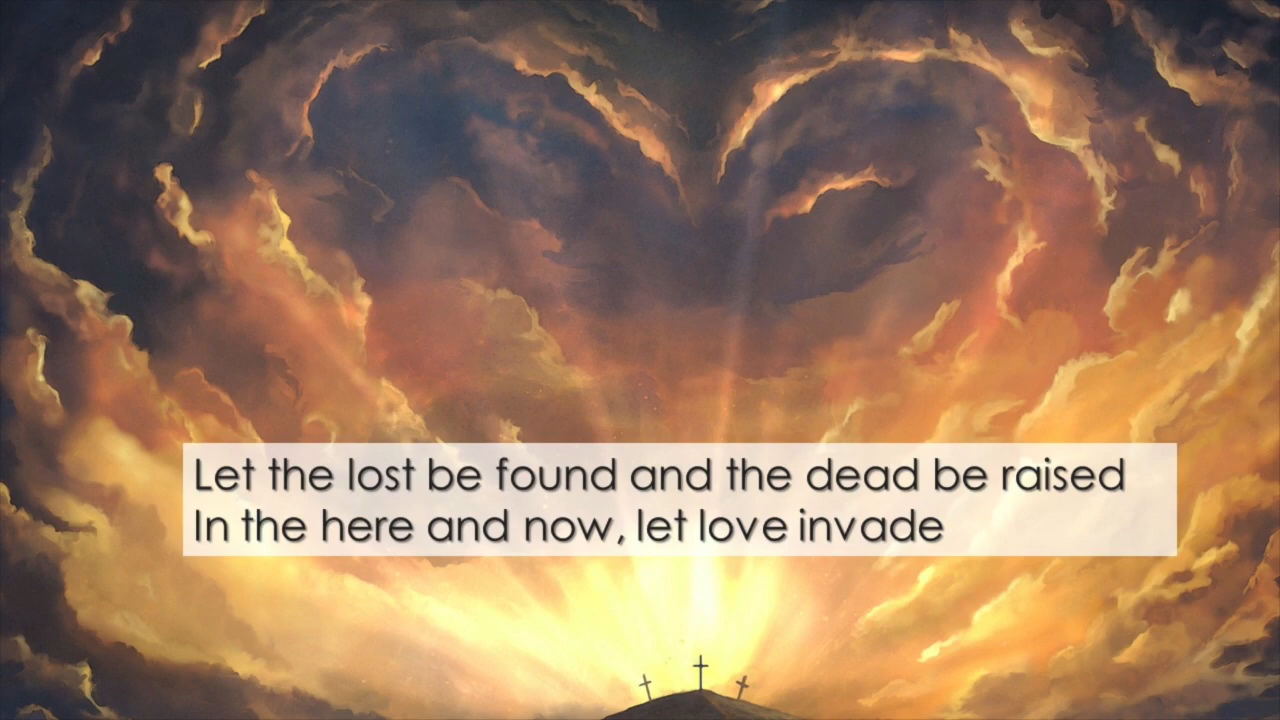 Let the lost be found and the dead be raised
In the here and now, let love invade